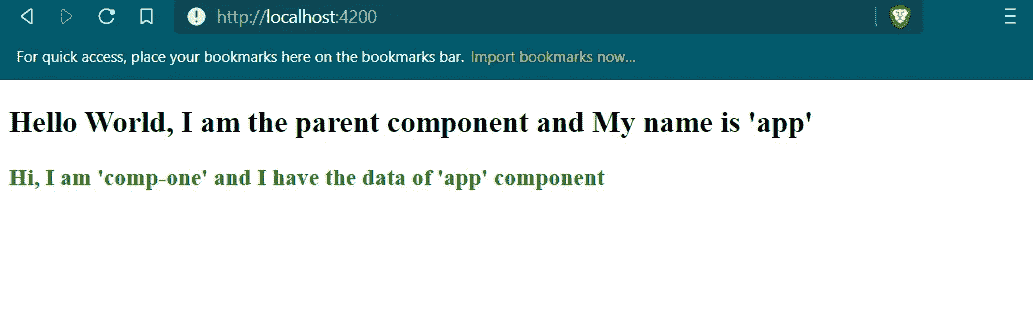 http://localhost:4200
For quick access, place your bookmarks here on the bookmarks bar. Import bookmarks now...
Hello World, I am the parent component and My name is 'app'
Hi, I am 'comp-one' and I have the data of 'app' component